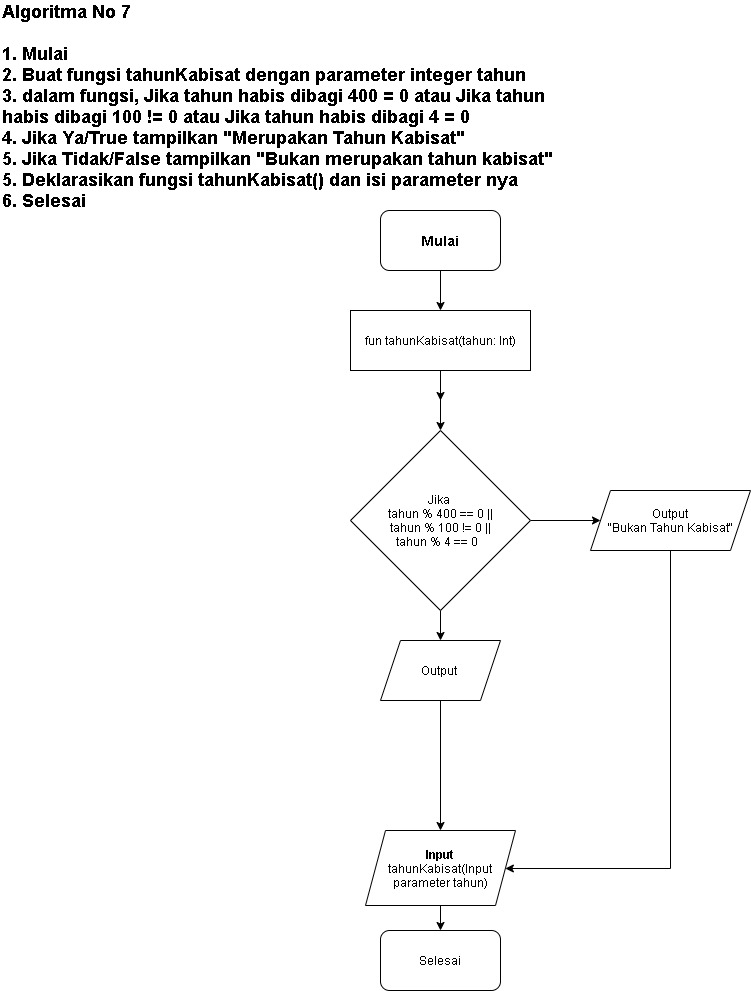 Algoritma No 7
1. Mulai
2. Buat fungsi tahunKabisat dengan parameter integer tahun
3. dalam fungsi, Jika tahun habis dibagi 400 = 0 atau Jika tahun
habis dibagi 100 != 0 atau Jika tahun habis dibagi 4 = 0
4. Jika Ya/True tampilkan "Merupakan Tahun Kabisat"
5. Jika Tidak/False tampilkan "Bukan merupakan tahun kabisat"
5. Deklarasikan fungsi tahunKabisat() dan isi parameter nya
6. Selesai
Mulai
fun tahunKabisat(tahun: Int)
Jika
tahun % 400 == 0 ||
tahun % 100 != 0 ||
tahun % 4 == 0
Output
"Bukan Tahun Kabisat"
Output
Input
tahunKabisat(Input
parameter tahun)
Selesai